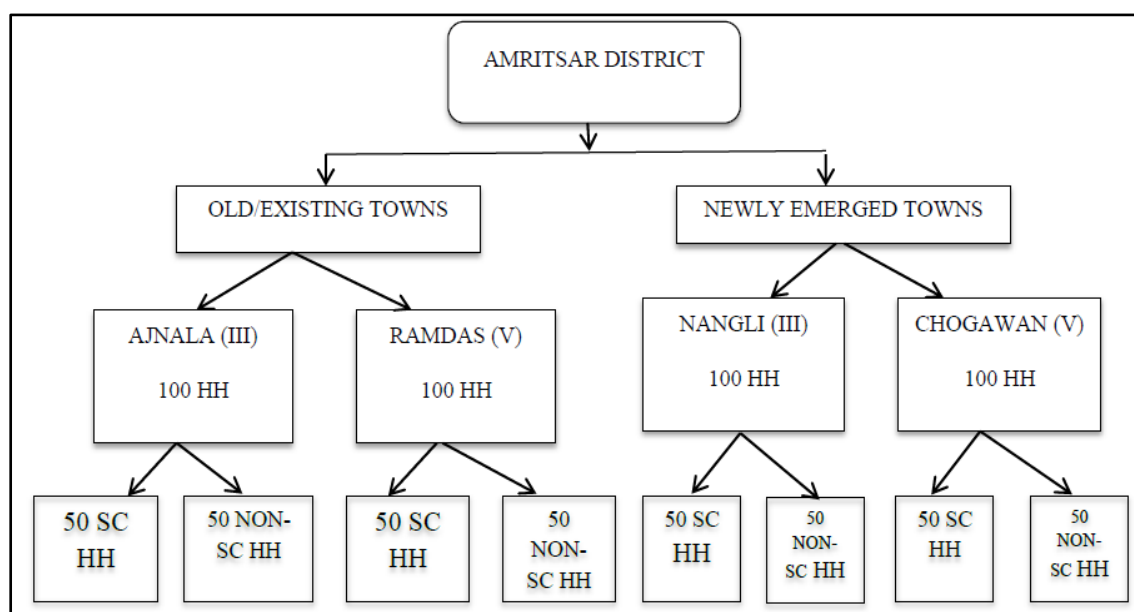 AMRITSAR DISTRICT
OLD/EXISTING TOWNS
NEWLY EMERGED TOWNS
AJNALA (III)
100 HH
RAMDAS (V)
100 HH
NANGLI (III)
100 HH
CHOGAWAN (V)
100 HH
50 SC
HH
50 NON-
SC HH
50 SC
HH
50
NON-
SC HH
50 SC
HH
50
NON-
SC HH
50 SC
HH
50
NON-
SC HH